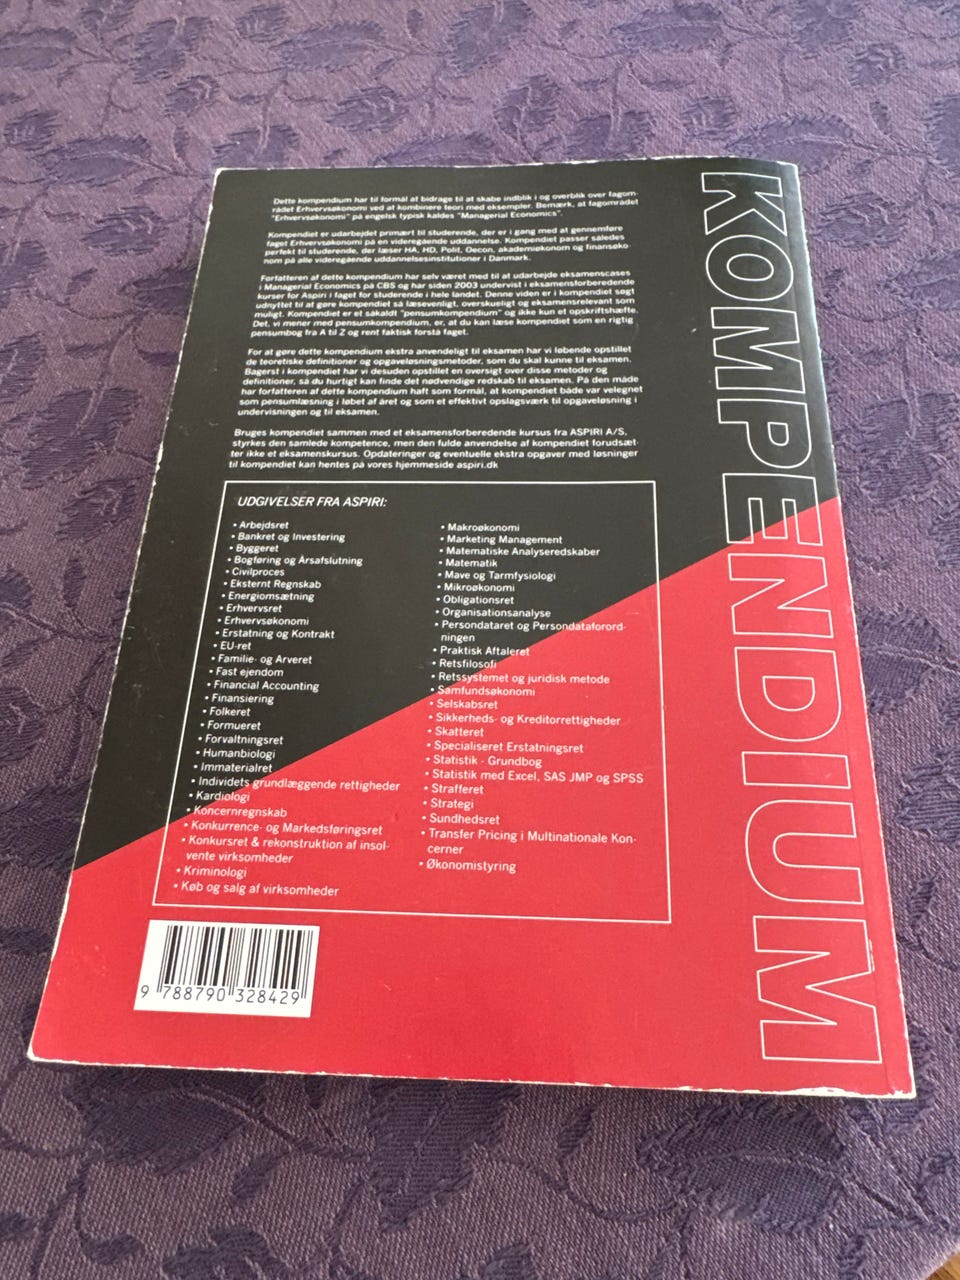 Dette kompendium har til formål at bidrage til at skabe indblik i og overblik over fagom-
rådet Erhvervsøkonomi ved at kombinere teori med eksempler. Bemærk, at fagområdet
"Erhvervsøkonomi" på engelsk typisk kaldes "Managerial Economics".
Kompendiet er udarbejdet primært til studerende, der er i gang med at gennemføre
faget Erhvervsøkonomi på en videregående uddannelse. Kompendiet passer således
perfekt til studerende, der læser HA, HD, Polit, Oecon, akademiøkonom og finansøko-
nom på alle videregående uddannelsesinstitutioner i Danmark.
Forfatteren af dette kompendium har selv været med til at udarbejde eksamenscases
i Managerial Economics på CBS og har siden 2003 undervist i eksamensforberedende
kurser for Aspiri i faget for studerende i hele landet. Denne viden er i kompendiet søgt
udnyttet til at gøre kompendiet så læsevenligt, overskueligt og eksamensrelevant som
muligt. Kompendiet er et såkaldt "pensumkompendium" og ikke kun et opskriftshæfte.
Det, vi mener med pensumkompendium, er, at du kan læse kompendiet som en rigtig
pensumbog fra A til Z og rent faktisk forstå faget.
For at gøre dette kompendium ekstra anvendeligt til eksamen har vi løbende opstillet
de teoretiske definitioner og opgaveløsningsmetoder, som du skal kunne til eksamen.
Bagerst i kompendiet har vi desuden opstillet en oversigt over disse metoder og
definitioner, så du hurtigt kan finde det nødvendige redskab til eksamen. På den måde
har forfatteren af dette kompendium haft som formål, at kompendiet både var velegnet
som pensumlæsning i løbet af året og som et effektivt opslagsværk til opgaveløsning i
undervisningen og til eksamen.
Bruges kompendiet sammen med et eksamensforberedende kursus fra ASPIRI A/S,
styrkes den samlede kompetence, men den fulde anvendelse af kompendiet forudsæt-
ter ikke et eksamenskursus. Opdateringer og eventuelle ekstra opgaver med løsninger
til kompendiet kan hentes på vores hjemmeside aspiri.dk
UDGIVELSER FRA ASPIRI:
• Arbejdsret
• Bankret og Investering
• Byggeret
• Bogføring og Årsafslutning
• Civilproces
• Eksternt Regnskab
• Energiomsætning
• Erhvervsret
• Erhvervsøkonomi
• Erstatning og Kontrakt
• EU-ret
• Familie- og Arveret
• Fast ejendom
• Financial Accounting
• Finansiering
• Folkeret
• Formueret
• Forvaltningsret
• Humanbiologi
• Immaterialret
• Individets grundlæggende rettigheder
• Kardiologi
• Koncernregnskab
• Konkurrence- og Markedsføringsret
• Konkursret & rekonstruktion af insol-
vente virksomheder
• Kriminologi
• Køb og salg af virksomheder
• Makroøkonomi
• Marketing Management
• Matematiske Analyseredskaber
• Matematik
• Mave og Tarmfysiologi
• Mikroøkonomi
• Obligationsret
• Organisationsanalyse
• Persondataret og Persondataforord-
ningen
• Praktisk Aftaleret
• Retsfilosofi
• Retssystemet og juridisk metode
• Samfundsøkonomi
• Selskabsret
• Sikkerheds- og Kreditorrettigheder
• Skatteret
• Specialiseret Erstatningsret
• Statistik - Grundbog
• Statistik med Excel, SAS JMP og SPSS
• Strafferet
• Strategi
• Sundhedsret
• Transfer Pricing i Multinationale Kon-
cerner
• Økonomistyring
9 788790 328429
KOMPENDIUM